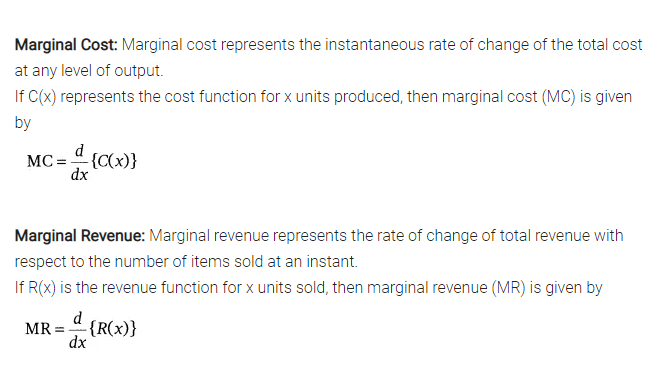 Marginal Cost: Marginal cost represents the instantaneous rate of change of the total cost
at any level of output.
If C(x) represents the cost function for x units produced, then marginal cost (MC) is given
by
MC = d/dx {C(x)}
Marginal Revenue: Marginal revenue represents the rate of change of total revenue with
respect to the number of items sold at an instant.
If R(x) is the revenue function for x units sold, then marginal revenue (MR) is given by
MR = d/dx {R(x)}